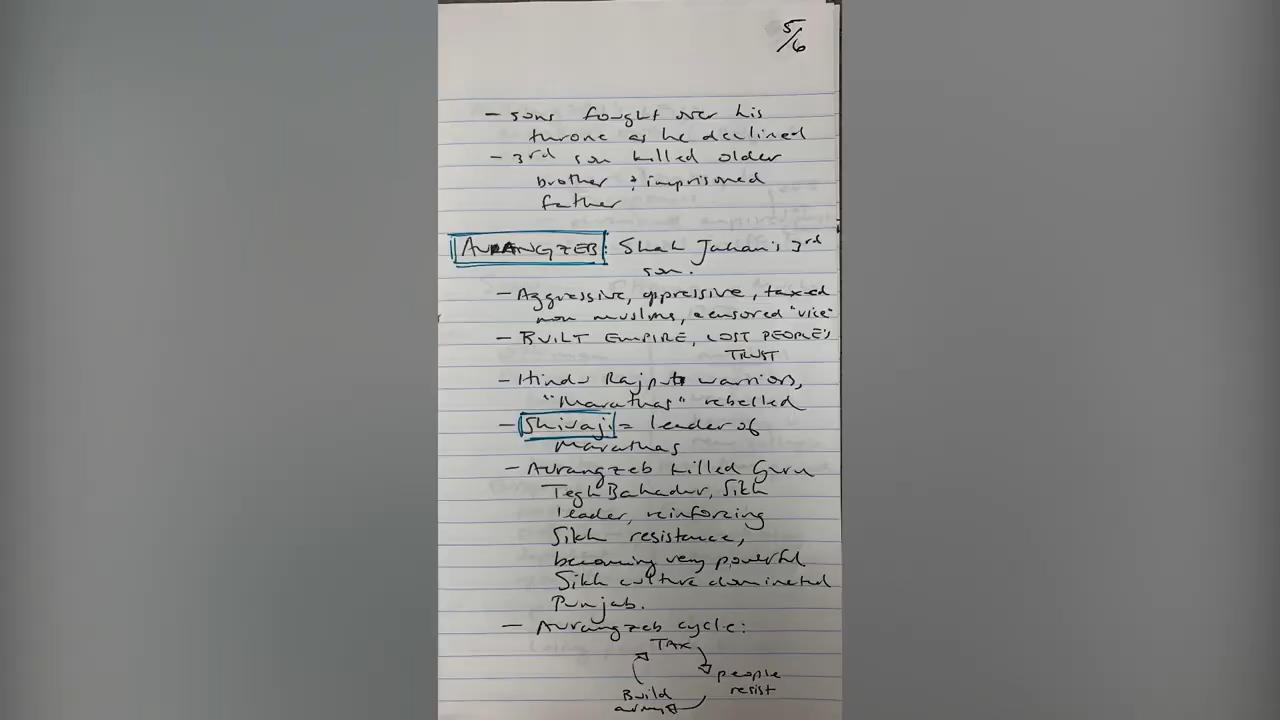 5/6
- sons fought over his
throne as he declined
- 3rd son killed older
brother + imprisoned
father
AURANGZEB: Shah Jahan's 3rd
son.
- Aggressive, oppressive, taxed
non muslims, censored "vice"
- BUILT EMPIRE, LOST PEOPLE'S
TRUST
- Hindu Rajput warriors,
"Marathas" rebelled
- Shivaji = leader of
Marathas
- Aurangzeb killed Guru
Tegh Bahadur, Sikh
leader, reinforcing
Sikh resistance,
becoming very powerful
Sikh culture dominated
Punjab.
- Aurangzeb cycle:
TAX
people
resist
Build
army